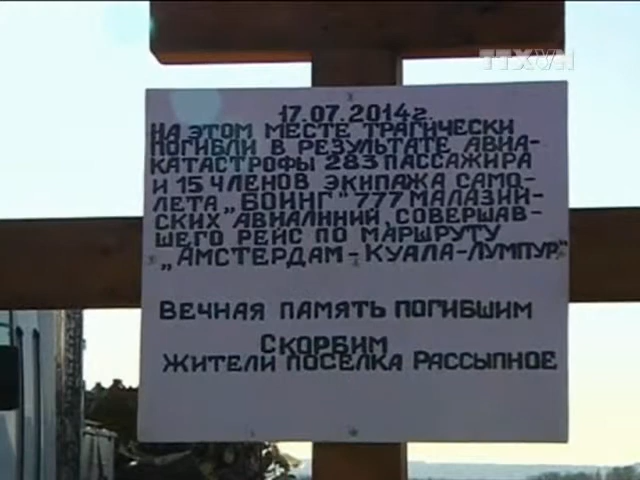 TTXVN
17.07.2014г.
НА ЭТОМ МЕСТЕ ТРАГИЧЕСКИ
ПОГИБЛИ В РЕЗУЛЬТАТЕ АВИА-
КАТАСТРОФЫ 283 ПАССАЖИРА
И 15 ЧЛЕНОВ ЭКИПАЖА САМО-
ЛЕТА „БОИНГ" 777 МАЛАЗИЙ-
СКИХ „АВИАЛИНИЙ, СОВЕРШАВ-
ШЕГО РЕЙС ПО МАРШРУТУ
„АМСТЕРДАМ-КУАЛА-ЛУМПУР"
ВЕЧНАЯ ПАМЯТЬ ПОГИБШИМ
СКОРБИМ
ЖИТЕЛИ ПОСЕЛКА РАССЫПНОЕ